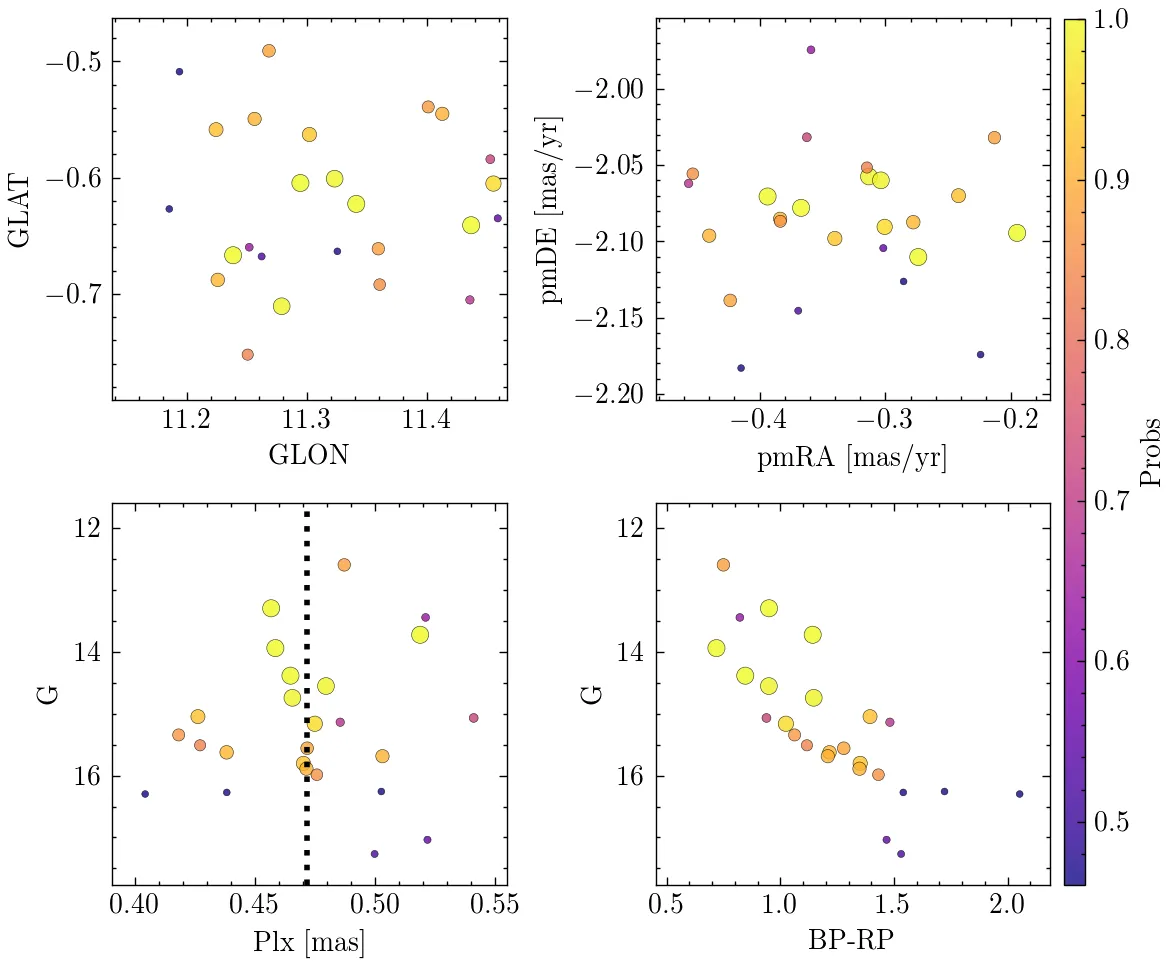 −0.5
−0.6
−0.7
GLAT
11.2 11.3 11.4
GLON
−2.00
−2.05
−2.10
−2.15
−2.20
pmDE [mas/yr]
−0.4 −0.3 −0.2
pmRA [mas/yr]
1.0
0.9
0.8
0.7
0.6
0.5
Probs
12
14
16
G
0.40 0.45 0.50 0.55
Plx [mas]
12
14
16
G
0.5 1.0 1.5 2.0
BP-RP